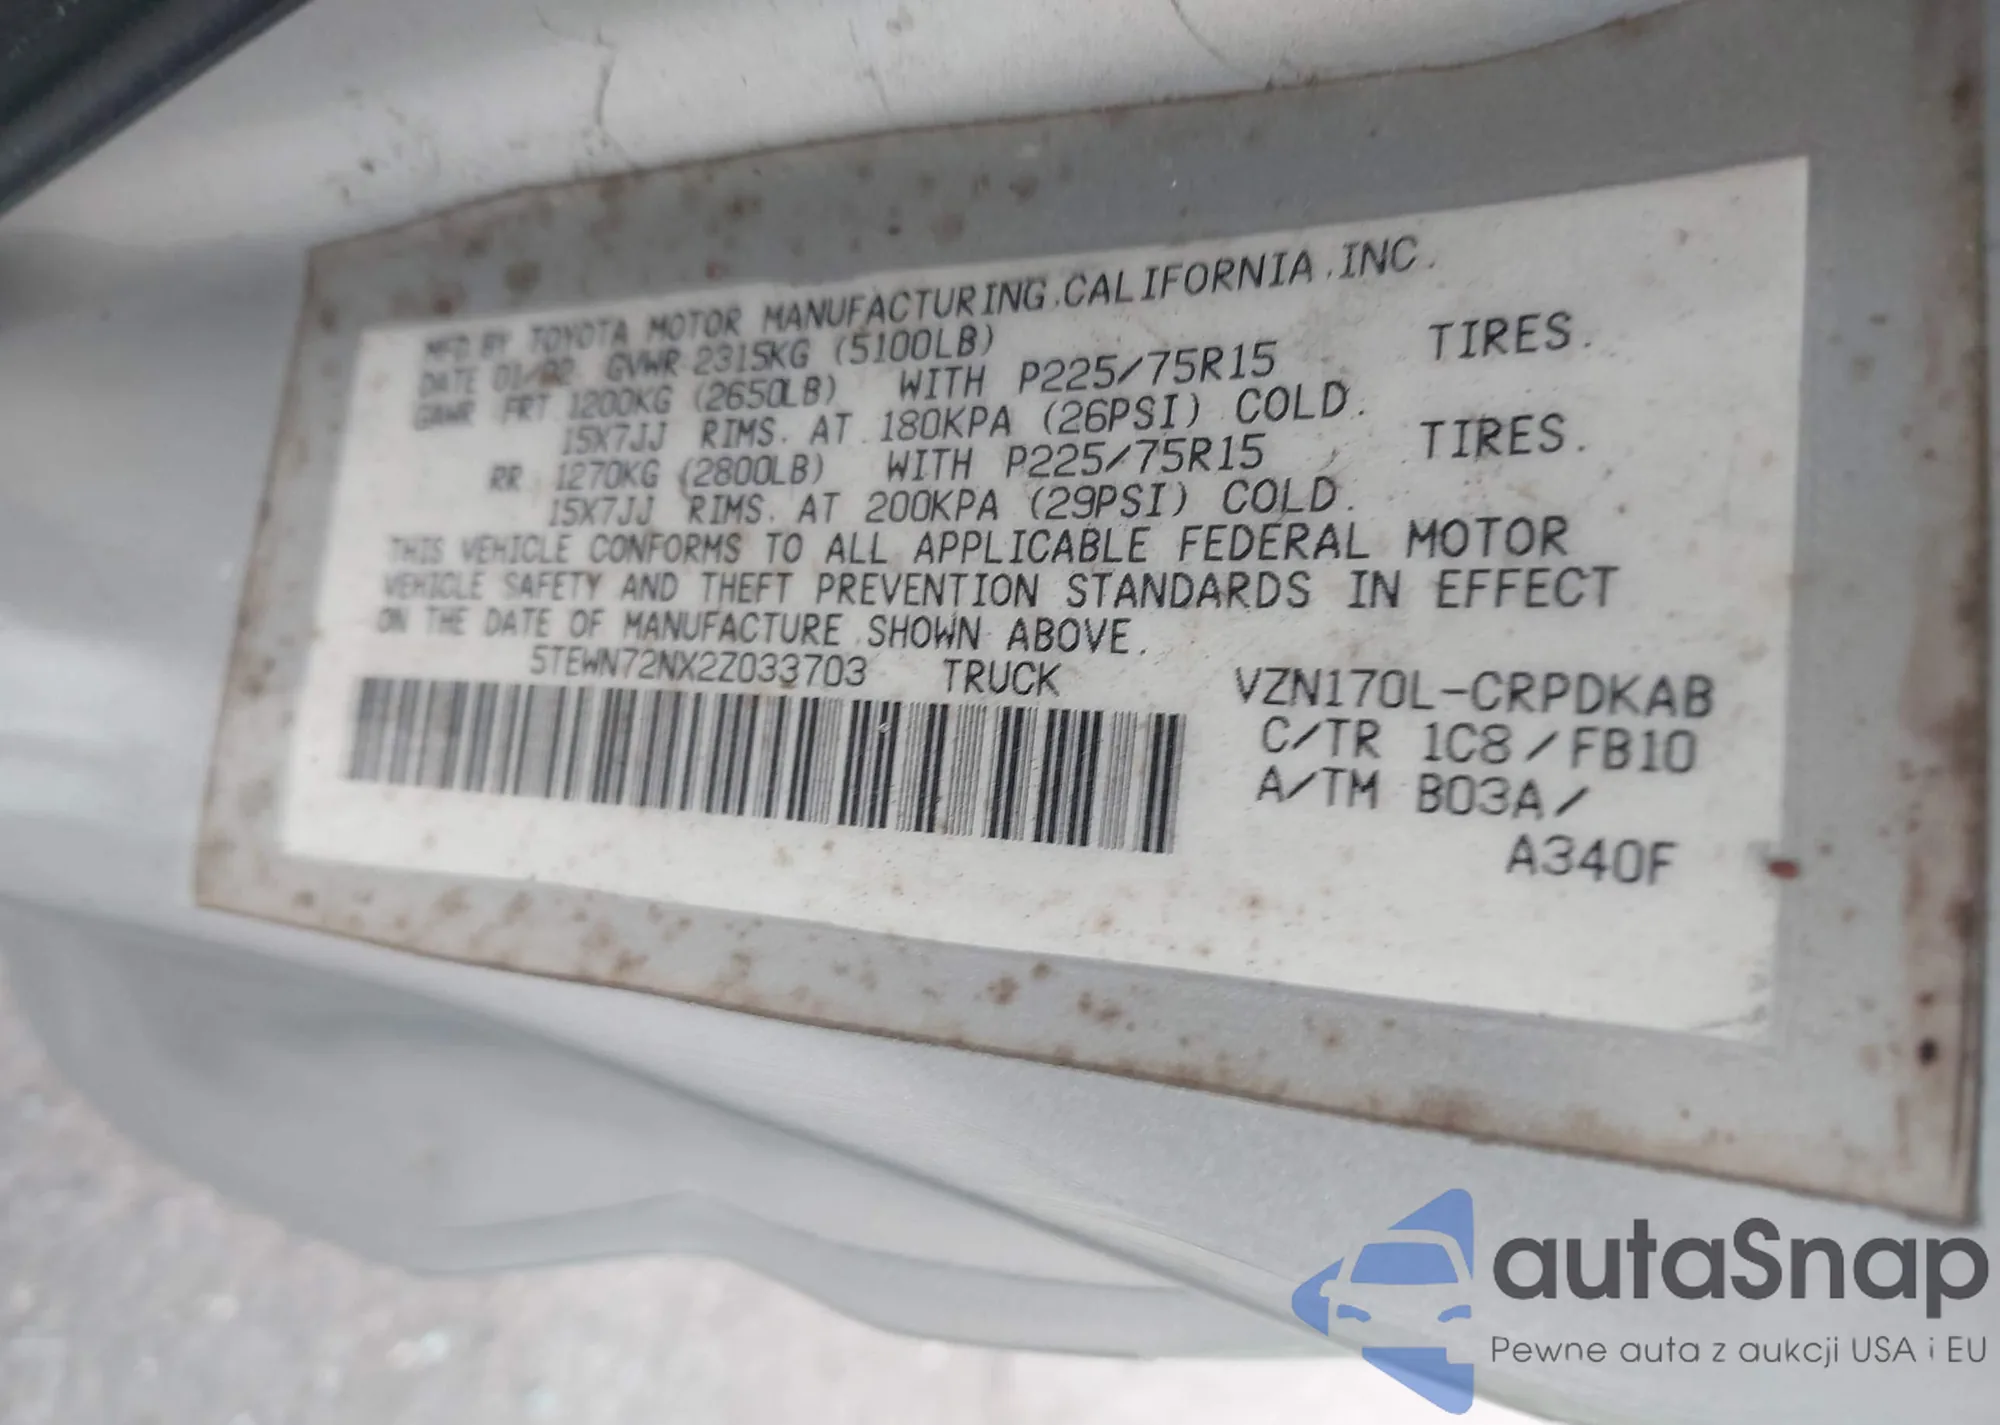 MFD.BY TOYOTA MOTOR MANUFACTURING,CALIFORNIA,INC.
DATE 01/02 GVWR 2315KG (5100LB)
GAWR FRT 1200KG (2650LB) WITH P225/75R15 TIRES.
15X7JJ RIMS. AT 180KPA (26PSI) COLD.
RR 1270KG (2800LB) WITH P225/75R15 TIRES.
15X7JJ RIMS. AT 200KPA (29PSI) COLD.
THIS VEHICLE CONFORMS TO ALL APPLICABLE FEDERAL MOTOR
VEHICLE SAFETY AND THEFT PREVENTION STANDARDS IN EFFECT
ON THE DATE OF MANUFACTURE SHOWN ABOVE.
5TEWN72NX2Z033703 TRUCK VZN170L-CRPDKAB
C/TR 1C8/FB10
A/TM B03A/
A340F
autaSnap
Pewne auta z aukcji USA i EU